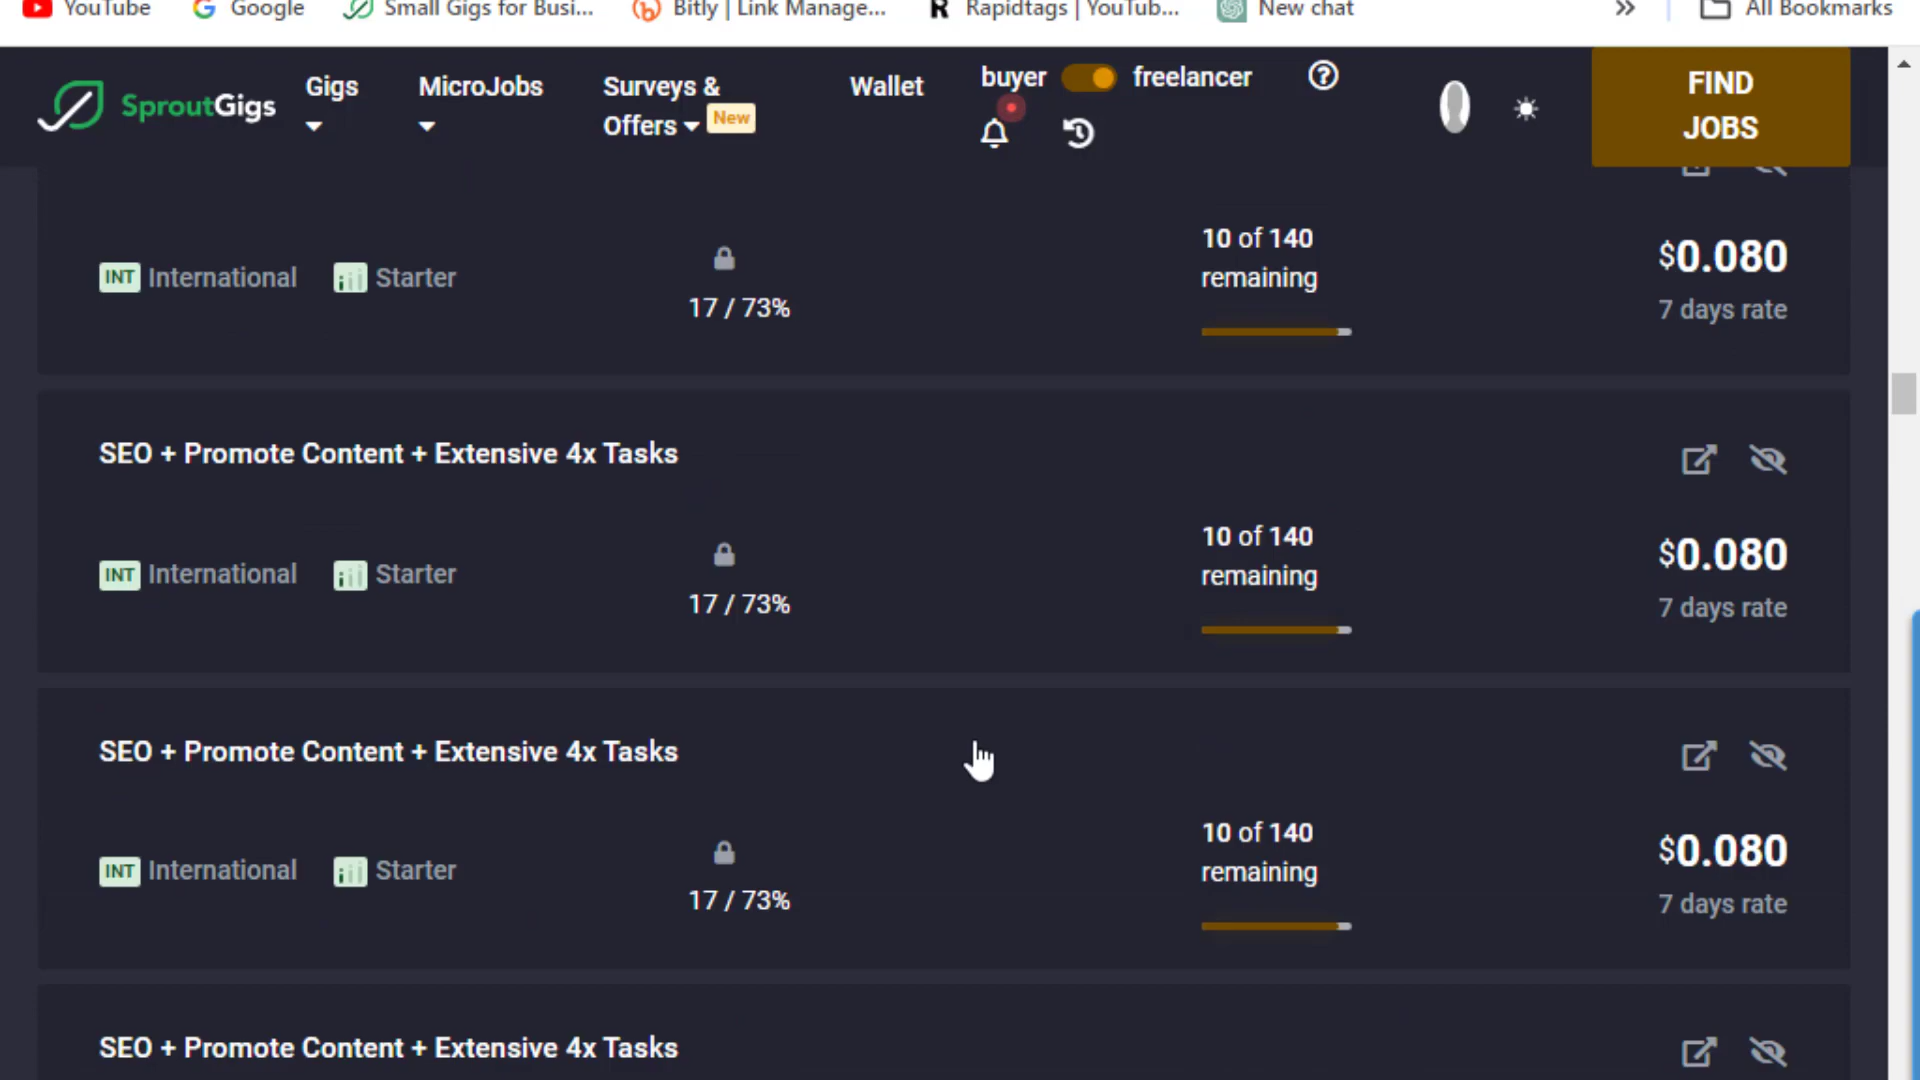 YouTube Google Small Gigs for Busi... Bitly | Link Manage... Rapidtags | YouTub... New chat » All Bookmarks
SproutGigs Gigs MicroJobs Surveys & Offers New Wallet buyer freelancer FIND JOBS
INT International Starter 17 / 73% 10 of 140 remaining $0.080 7 days rate
SEO + Promote Content + Extensive 4x Tasks
INT International Starter 17 / 73% 10 of 140 remaining $0.080 7 days rate
SEO + Promote Content + Extensive 4x Tasks
INT International Starter 17 / 73% 10 of 140 remaining $0.080 7 days rate
SEO + Promote Content + Extensive 4x Tasks